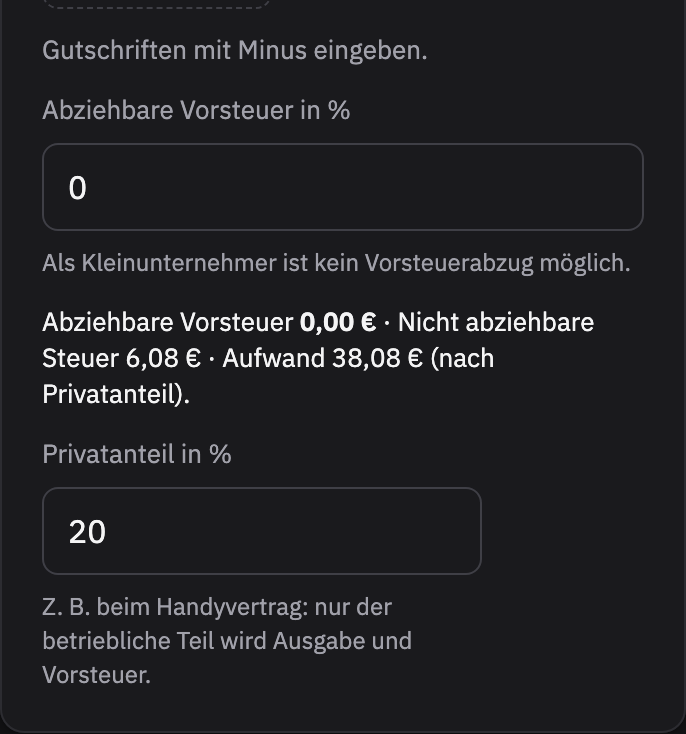 Gutschriften mit Minus eingeben.
Abziehbare Vorsteuer in %
0
Als Kleinunternehmer ist kein Vorsteuerabzug möglich.
Abziehbare Vorsteuer 0,00 € · Nicht abziehbare
Steuer 6,08 € · Aufwand 38,08 € (nach
Privatanteil).
Privatanteil in %
20
Z. B. beim Handyvertrag: nur der
betriebliche Teil wird Ausgabe und
Vorsteuer.